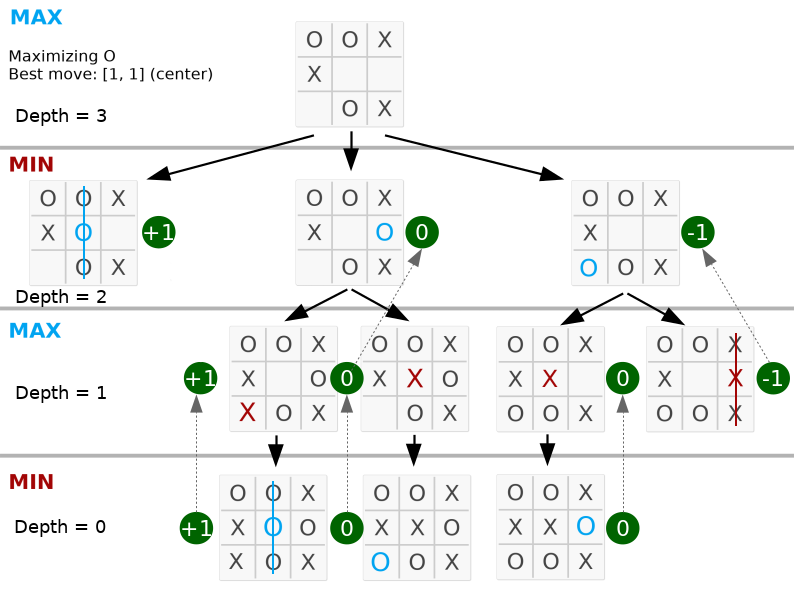 MAX
Maximizing O
Best move: [1, 1] (center)
Depth = 3
O O X
X
O X
MIN
O O X
X O
O X
+1
O O X
X O
O X
0
O O X
X
O O X
-1
Depth = 2
MAX
Depth = 1
+1
O O X
X O
X O X
0
O O X
X X O
O X
O O X
X X
O O X
0
O O X
X X
O O X
-1
MIN
Depth = 0
+1
O O X
X O O
X O X
0
O O X
X X O
O O X
O O X
X X O
O O X
0